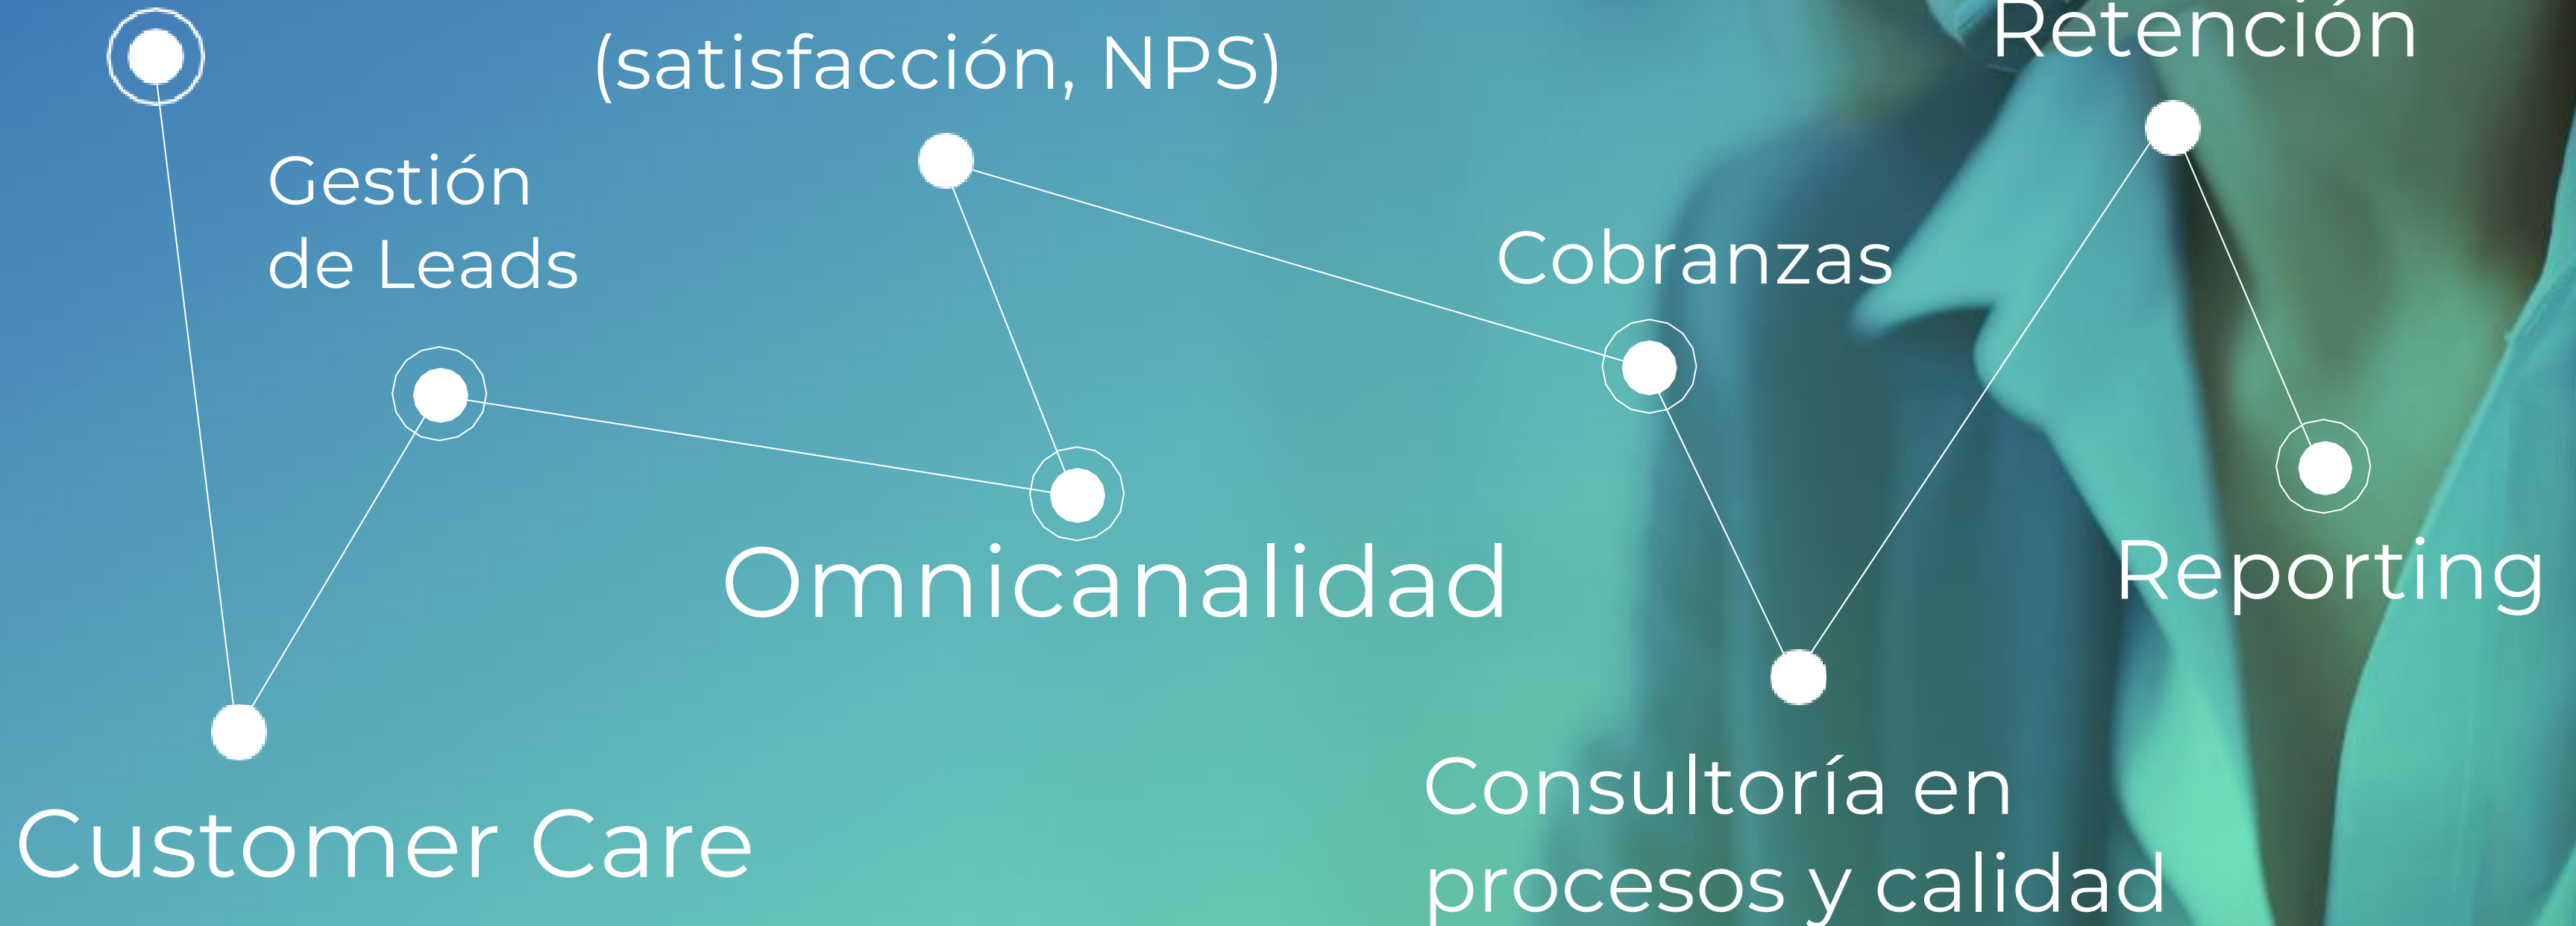 (satisfacción, NPS)
Retención
Gestión
de Leads
Cobranzas
Omnicanalidad
Reporting
Customer Care
Consultoría en
procesos y calidad